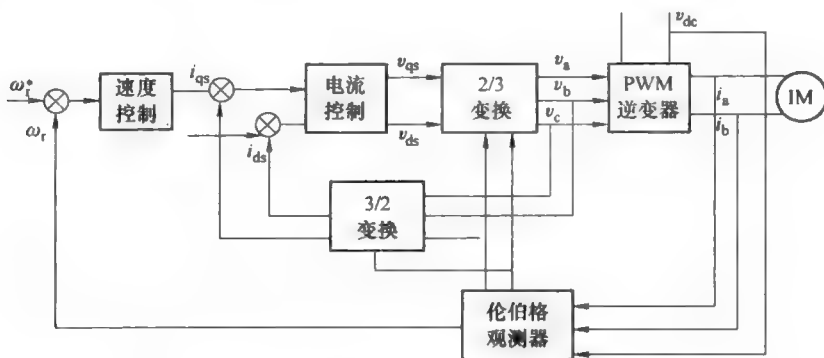 v_dc
ω_r^*
速度
控制
i_qs
电流
控制
v_qs
2/3
变换
v_a
v_b
v_c
PWM
逆变器
i_a
i_b
IM
ω_r
i_ds
v_ds
3/2
变换
伦伯格
观测器